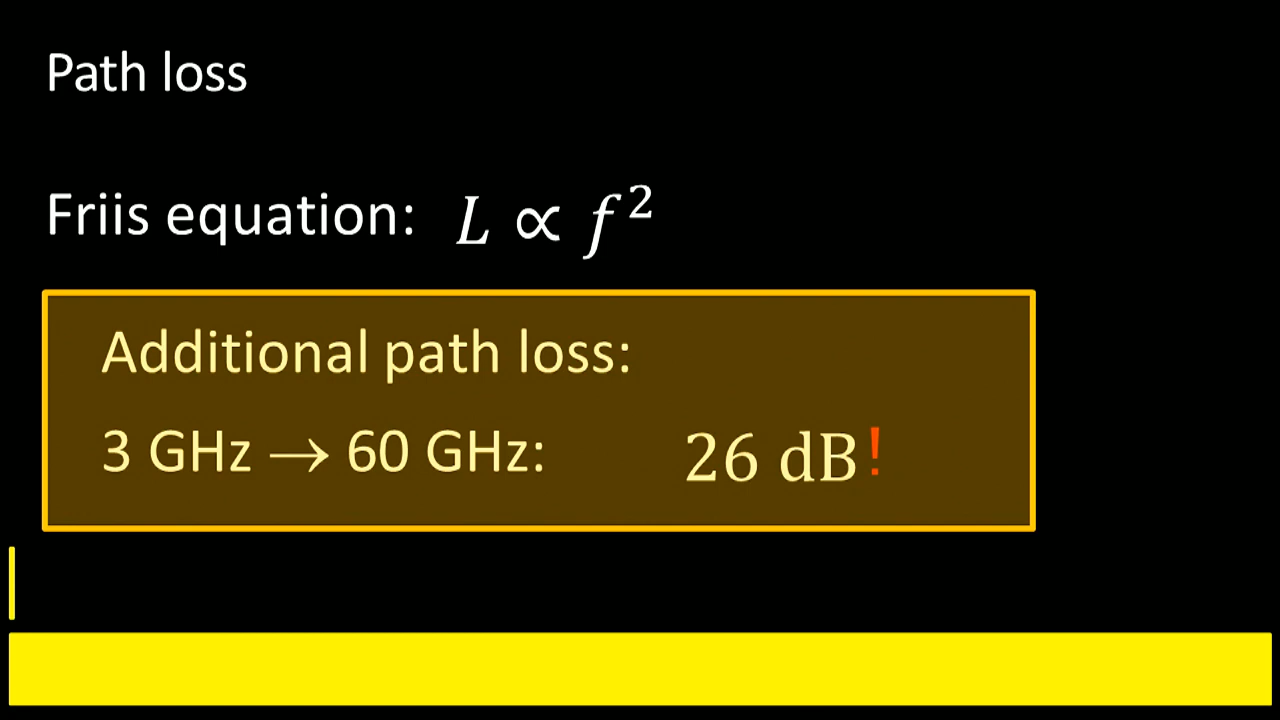 Path loss
Friis equation: L ∝ f²
Additional path loss:
3 GHz → 60 GHz: 26 dB!